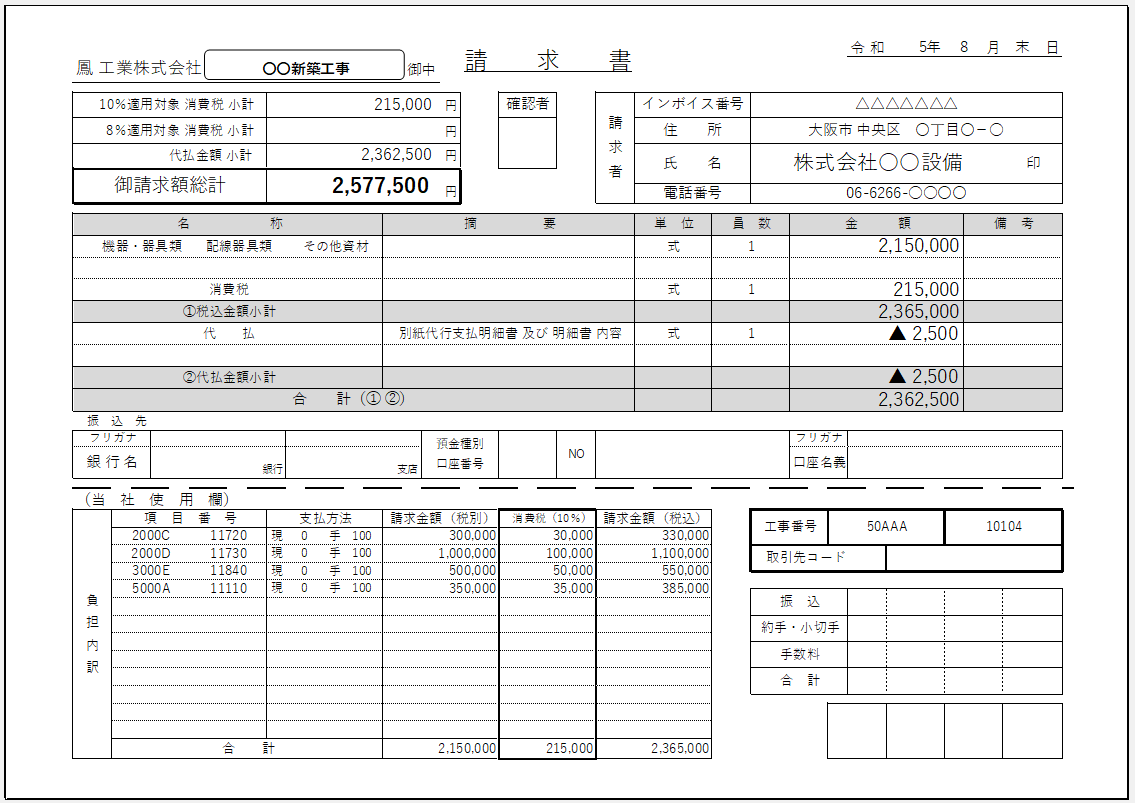 令和 5年 8 月 末 日
請 求 書
鳳 工業株式会社 〇〇新築工事 御中
10%適用対象 消費税 小計 215,000 円
8%適用対象 消費税 小計 円
代払金額 小計 2,362,500 円
御請求額総計 2,577,500 円
確認者
請求者
インボイス番号 △△△△△△△
住 所 大阪市 中央区 〇丁目〇－〇
氏 名 株式会社〇〇設備 印
電話番号 06-6266-〇〇〇〇
名 称 摘 要 単 位 員 数 金 額 備 考
機器・器具類 配線器具類 その他資材 式 1 2,150,000
消費税 式 1 215,000
①税込金額小計 2,365,000
代 払 別紙代行支払明細書 及び 明細書 内容 式 1 ▲ 2,500
②代払金額小計 ▲ 2,500
合 計 (① ②) 2,362,500
振 込 先
フリガナ フリガナ
銀 行 名 銀行 支店 預金種別 口座番号 NO 口座名義
(当 社 使 用 欄)
負担内訳
項 目 番 号 支払方法 請求金額（税別） 消費税（10%） 請求金額（税込）
2000C 11720 現 0 手 100 300,000 30,000 330,000
2000D 11730 現 0 手 100 1,000,000 100,000 1,100,000
3000E 11840 現 0 手 100 500,000 50,000 550,000
5000A 11110 現 0 手 100 350,000 35,000 385,000
合 計 2,150,000 215,000 2,365,000
工事番号 50AAA 10104
取引先コード
振 込
約手・小切手
手数料
合 計